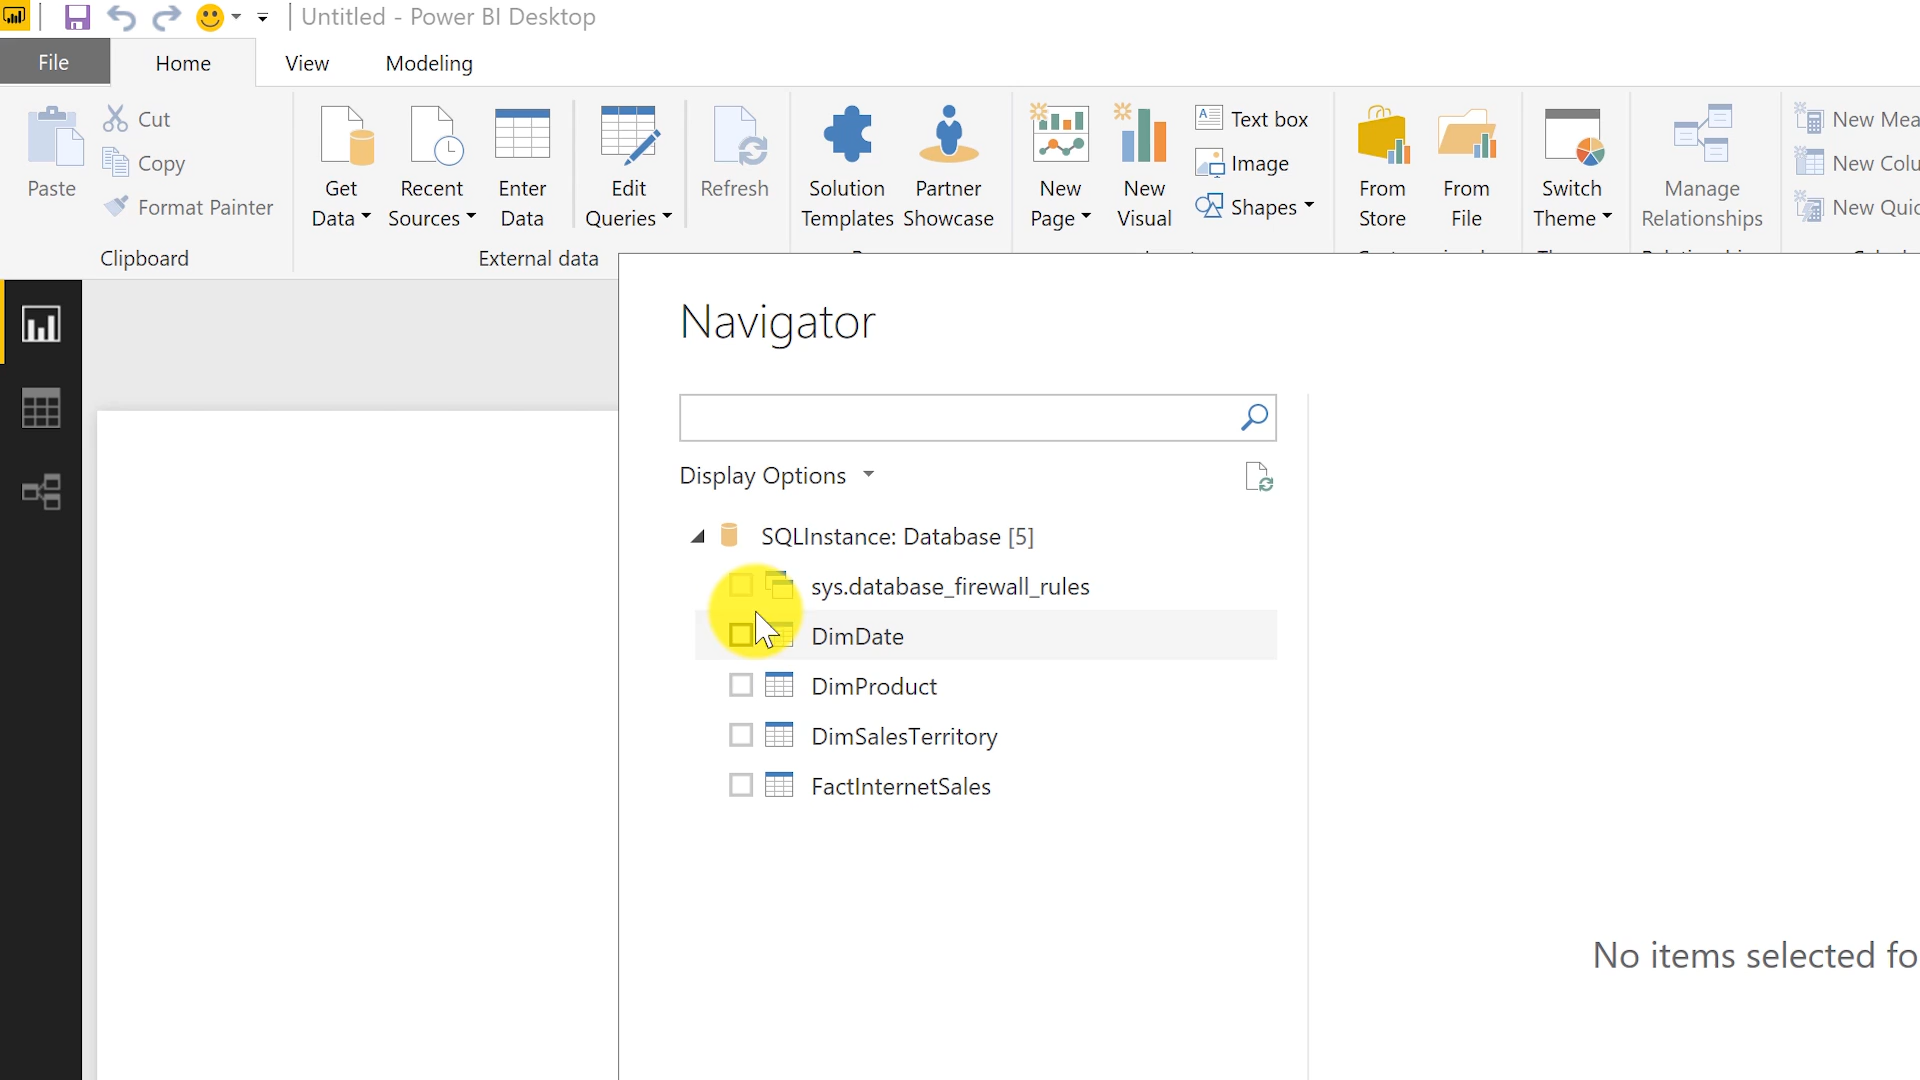 Untitled - Power BI Desktop
File Home View Modeling
Paste
Cut
Copy
Format Painter
Clipboard
Get
Data
Recent
Sources
Enter
Data
Edit
Queries
Refresh
External data
Solution
Templates
Partner
Showcase
New
Page
New
Visual
Text box
Image
Shapes
From
Store
From
File
Switch
Theme
Manage
Relationships
New Mea
New Colu
New Quic
Navigator
Display Options
SQLInstance: Database [5]
sys.database_firewall_rules
DimDate
DimProduct
DimSalesTerritory
FactInternetSales
No items selected fo